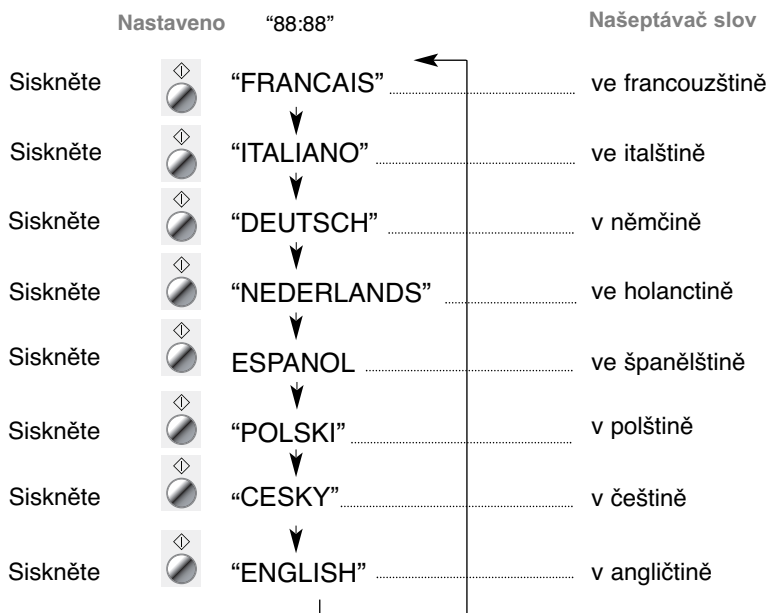 Nastaveno “88:88” Našeptávač slov
Siskněte “FRANCAIS” ve francouzštině
Siskněte “ITALIANO” ve italštině
Siskněte “DEUTSCH” v němčině
Siskněte “NEDERLANDS” ve holanctině
Siskněte ESPANOL ve španělštině
Siskněte “POLSKI” v polštině
Siskněte “CESKY” v češtině
Siskněte “ENGLISH” v angličtině